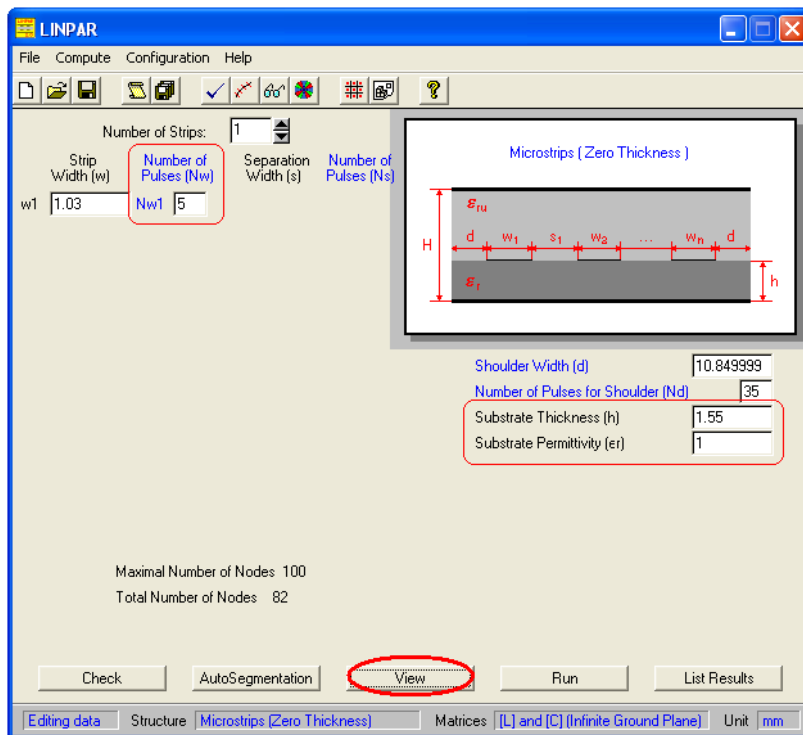 LINPAR
File Compute Configuration Help
Number of Strips: 1
Strip Width (w)
Number of Pulses (Nw)
Separation Width (s)
Number of Pulses (Ns)
w1 1.03 Nw1 5
Microstrips ( Zero Thickness )
εru
H d w1 s1 w2 ... wn d
εr h
Shoulder Width (d) 10.849999
Number of Pulses for Shoulder (Nd) 35
Substrate Thickness (h) 1.55
Substrate Permittivity (εr) 1
Maximal Number of Nodes 100
Total Number of Nodes 82
Check AutoSegmentation View Run List Results
Editing data Structure Microstrips (Zero Thickness) Matrices [L] and [C] (Infinite Ground Plane) Unit mm